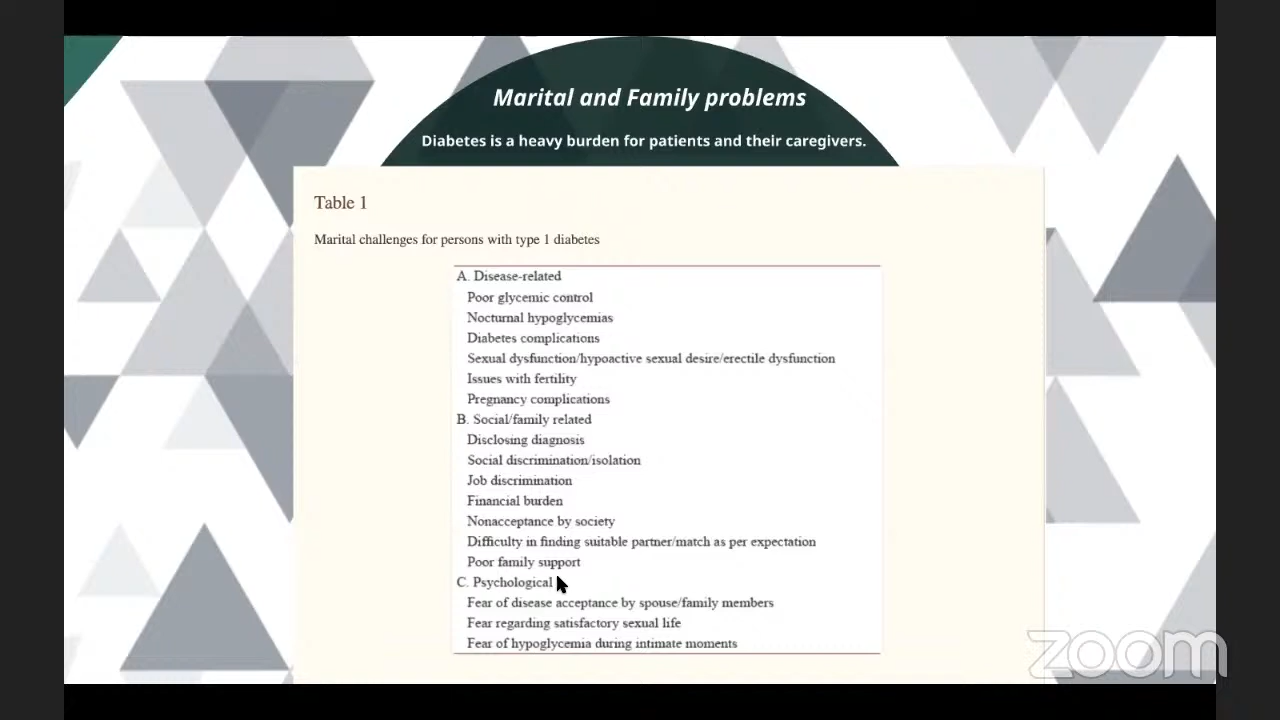 Marital and Family problems
Diabetes is a heavy burden for patients and their caregivers.
Table 1
Marital challenges for persons with type 1 diabetes
A. Disease-related
Poor glycemic control
Nocturnal hypoglycemias
Diabetes complications
Sexual dysfunction/hypoactive sexual desire/erectile dysfunction
Issues with fertility
Pregnancy complications
B. Social/family related
Disclosing diagnosis
Social discrimination/isolation
Job discrimination
Financial burden
Nonacceptance by society
Difficulty in finding suitable partner/match as per expectation
Poor family support
C. Psychological
Fear of disease acceptance by spouse/family members
Fear regarding satisfactory sexual life
Fear of hypoglycemia during intimate moments
zoom